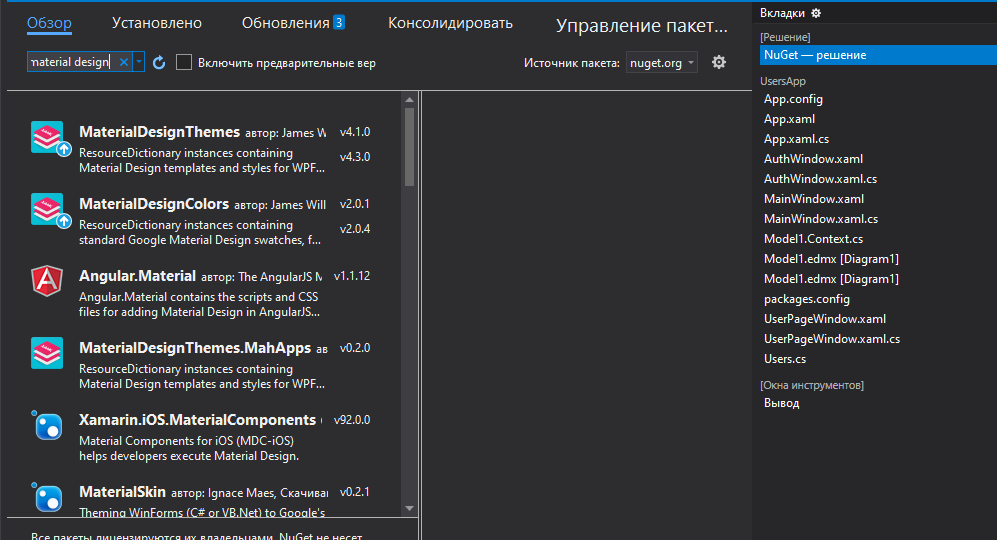 Обзор
Установлено
Обновления 3
Консолидировать
Управление пакет...
material design
Включить предварительные вер
Источник пакета: nuget.org
MaterialDesignThemes автор: James W v4.1.0
ResourceDictionary instances containing v4.3.0
Material Design templates and styles for WPF...
MaterialDesignColors автор: James Will v2.0.1
ResourceDictionary instances containing v2.0.4
standard Google Material Design swatches, f...
Angular.Material автор: The AngularJS M v1.1.12
Angular.Material contains the scripts and CSS
files for adding Material Design in AngularJS...
MaterialDesignThemes.MahApps ав v0.2.0
ResourceDictionary instances containing
Material Design templates and styles for WPF...
Xamarin.iOS.MaterialComponents v92.0.0
Material Components for iOS (MDC-iOS)
helps developers execute Material Design.
MaterialSkin автор: Ignace Maes, Скачиван v0.2.1
Theming WinForms (C# or VB.Net) to Google's
Все пакеты лицензируются их владельцами. NuGet не несет
Вкладки
[Решение]
NuGet — решение
UsersApp
App.config
App.xaml
App.xaml.cs
AuthWindow.xaml
AuthWindow.xaml.cs
MainWindow.xaml
MainWindow.xaml.cs
Model1.Context.cs
Model1.edmx [Diagram1]
Model1.edmx [Diagram1]
packages.config
UserPageWindow.xaml
UserPageWindow.xaml.cs
Users.cs
[Окна инструментов]
Вывод